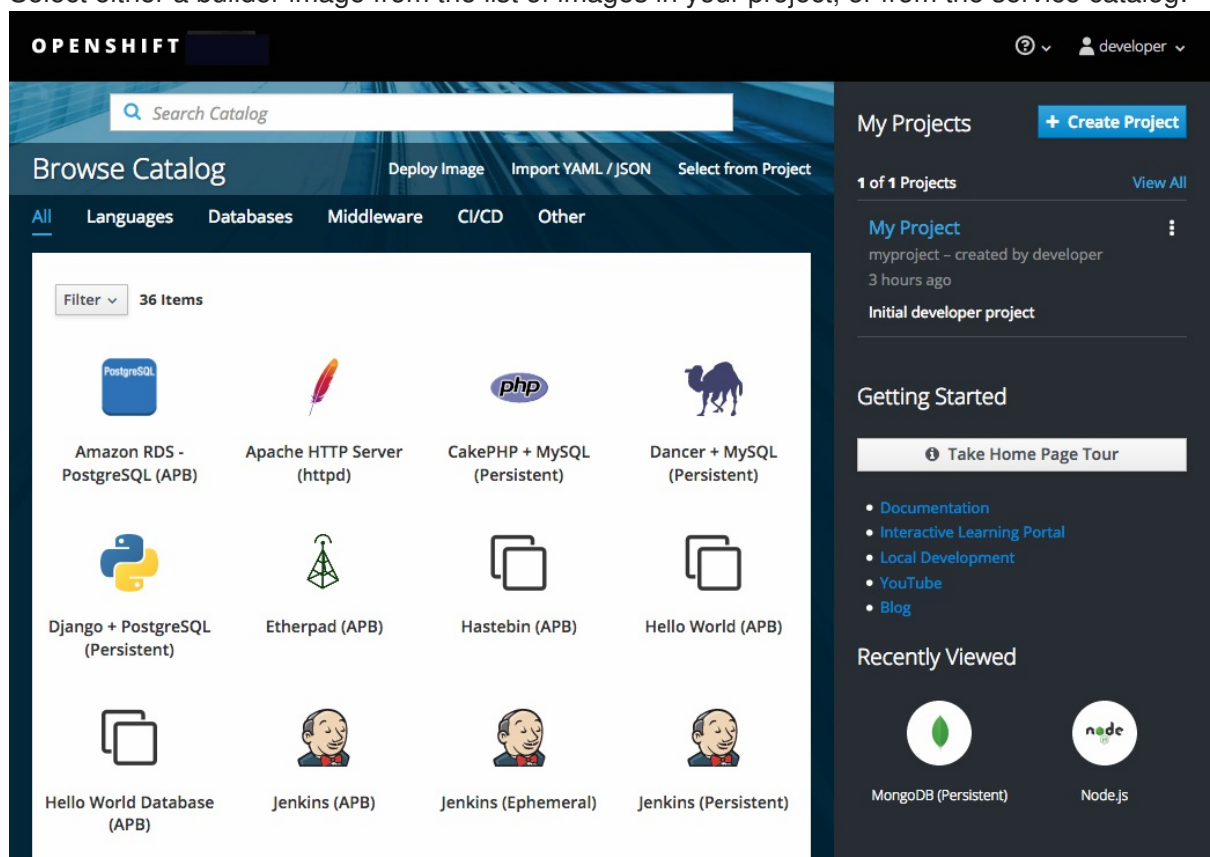 Select either a builder image from the list of images in your project, or from the service catalog.
OPENSHIFT
developer
Search Catalog
My Projects
+ Create Project
Browse Catalog
Deploy Image
Import YAML / JSON
Select from Project
1 of 1 Projects
View All
All
Languages
Databases
Middleware
CI/CD
Other
My Project
myproject – created by developer
3 hours ago
Initial developer project
Filter
36 Items
PostgreSQL
php
Amazon RDS -
PostgreSQL (APB)
Apache HTTP Server
(httpd)
CakePHP + MySQL
(Persistent)
Dancer + MySQL
(Persistent)
Getting Started
Take Home Page Tour
Documentation
Interactive Learning Portal
Local Development
YouTube
Blog
Django + PostgreSQL
(Persistent)
Etherpad (APB)
Hastebin (APB)
Hello World (APB)
Recently Viewed
node
MongoDB (Persistent)
Node.js
Hello World Database
(APB)
Jenkins (APB)
Jenkins (Ephemeral)
Jenkins (Persistent)